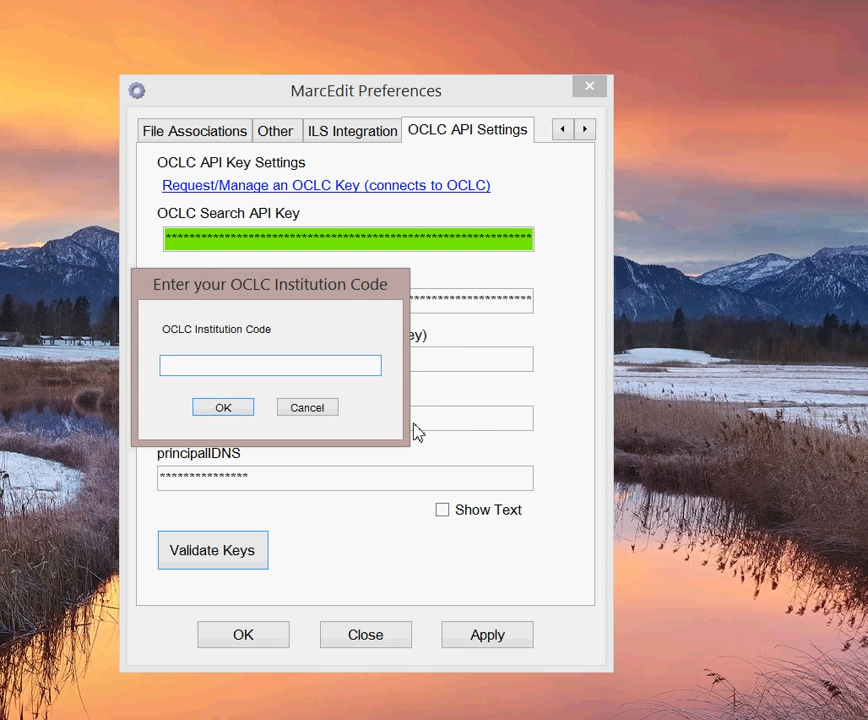 MarcEdit Preferences
File Associations
Other
ILS Integration
OCLC API Settings
OCLC API Key Settings
Request/Manage an OCLC Key (connects to OCLC)
OCLC Search API Key
Enter your OCLC Institution Code
OCLC Institution Code
ey)
OK
Cancel
principalIDNS
***************
Show Text
Validate Keys
OK
Close
Apply